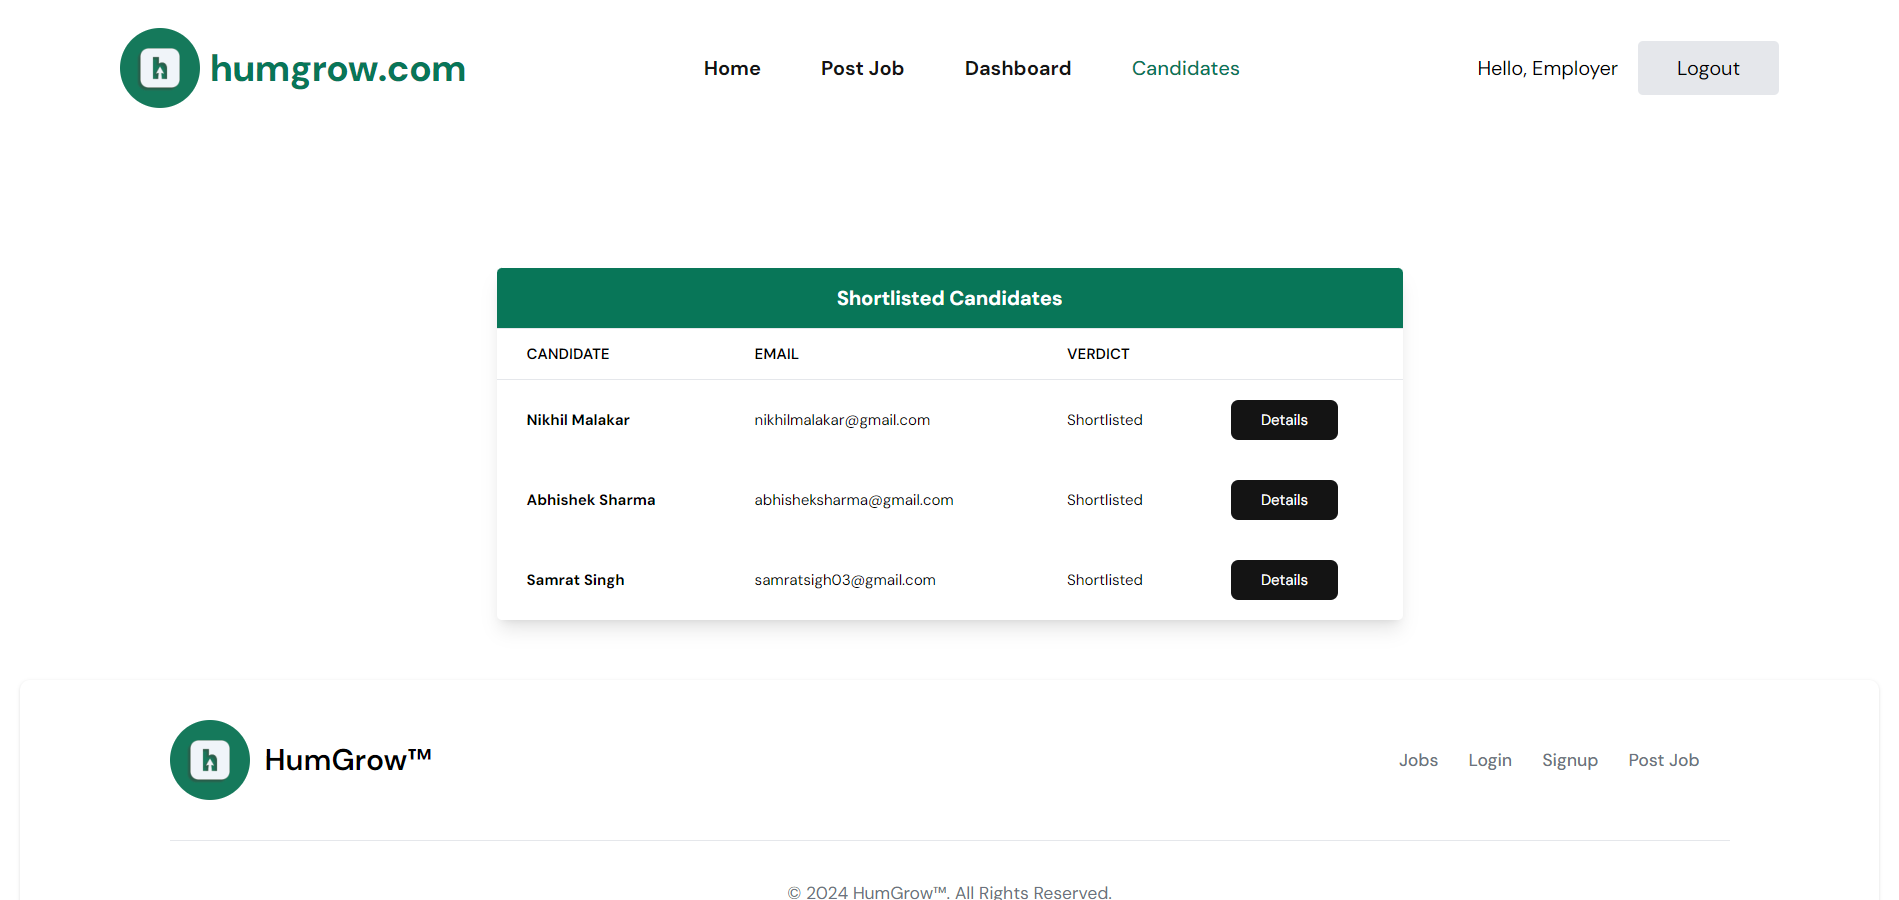 h humgrow.com Home Post Job Dashboard Candidates Hello, Employer Logout
Shortlisted Candidates
CANDIDATE EMAIL VERDICT
Nikhil Malakar nikhilmalakar@gmail.com Shortlisted Details
Abhishek Sharma abhisheksharma@gmail.com Shortlisted Details
Samrat Singh samratsigh03@gmail.com Shortlisted Details
h HumGrow™ Jobs Login Signup Post Job
© 2024 HumGrow™. All Rights Reserved.